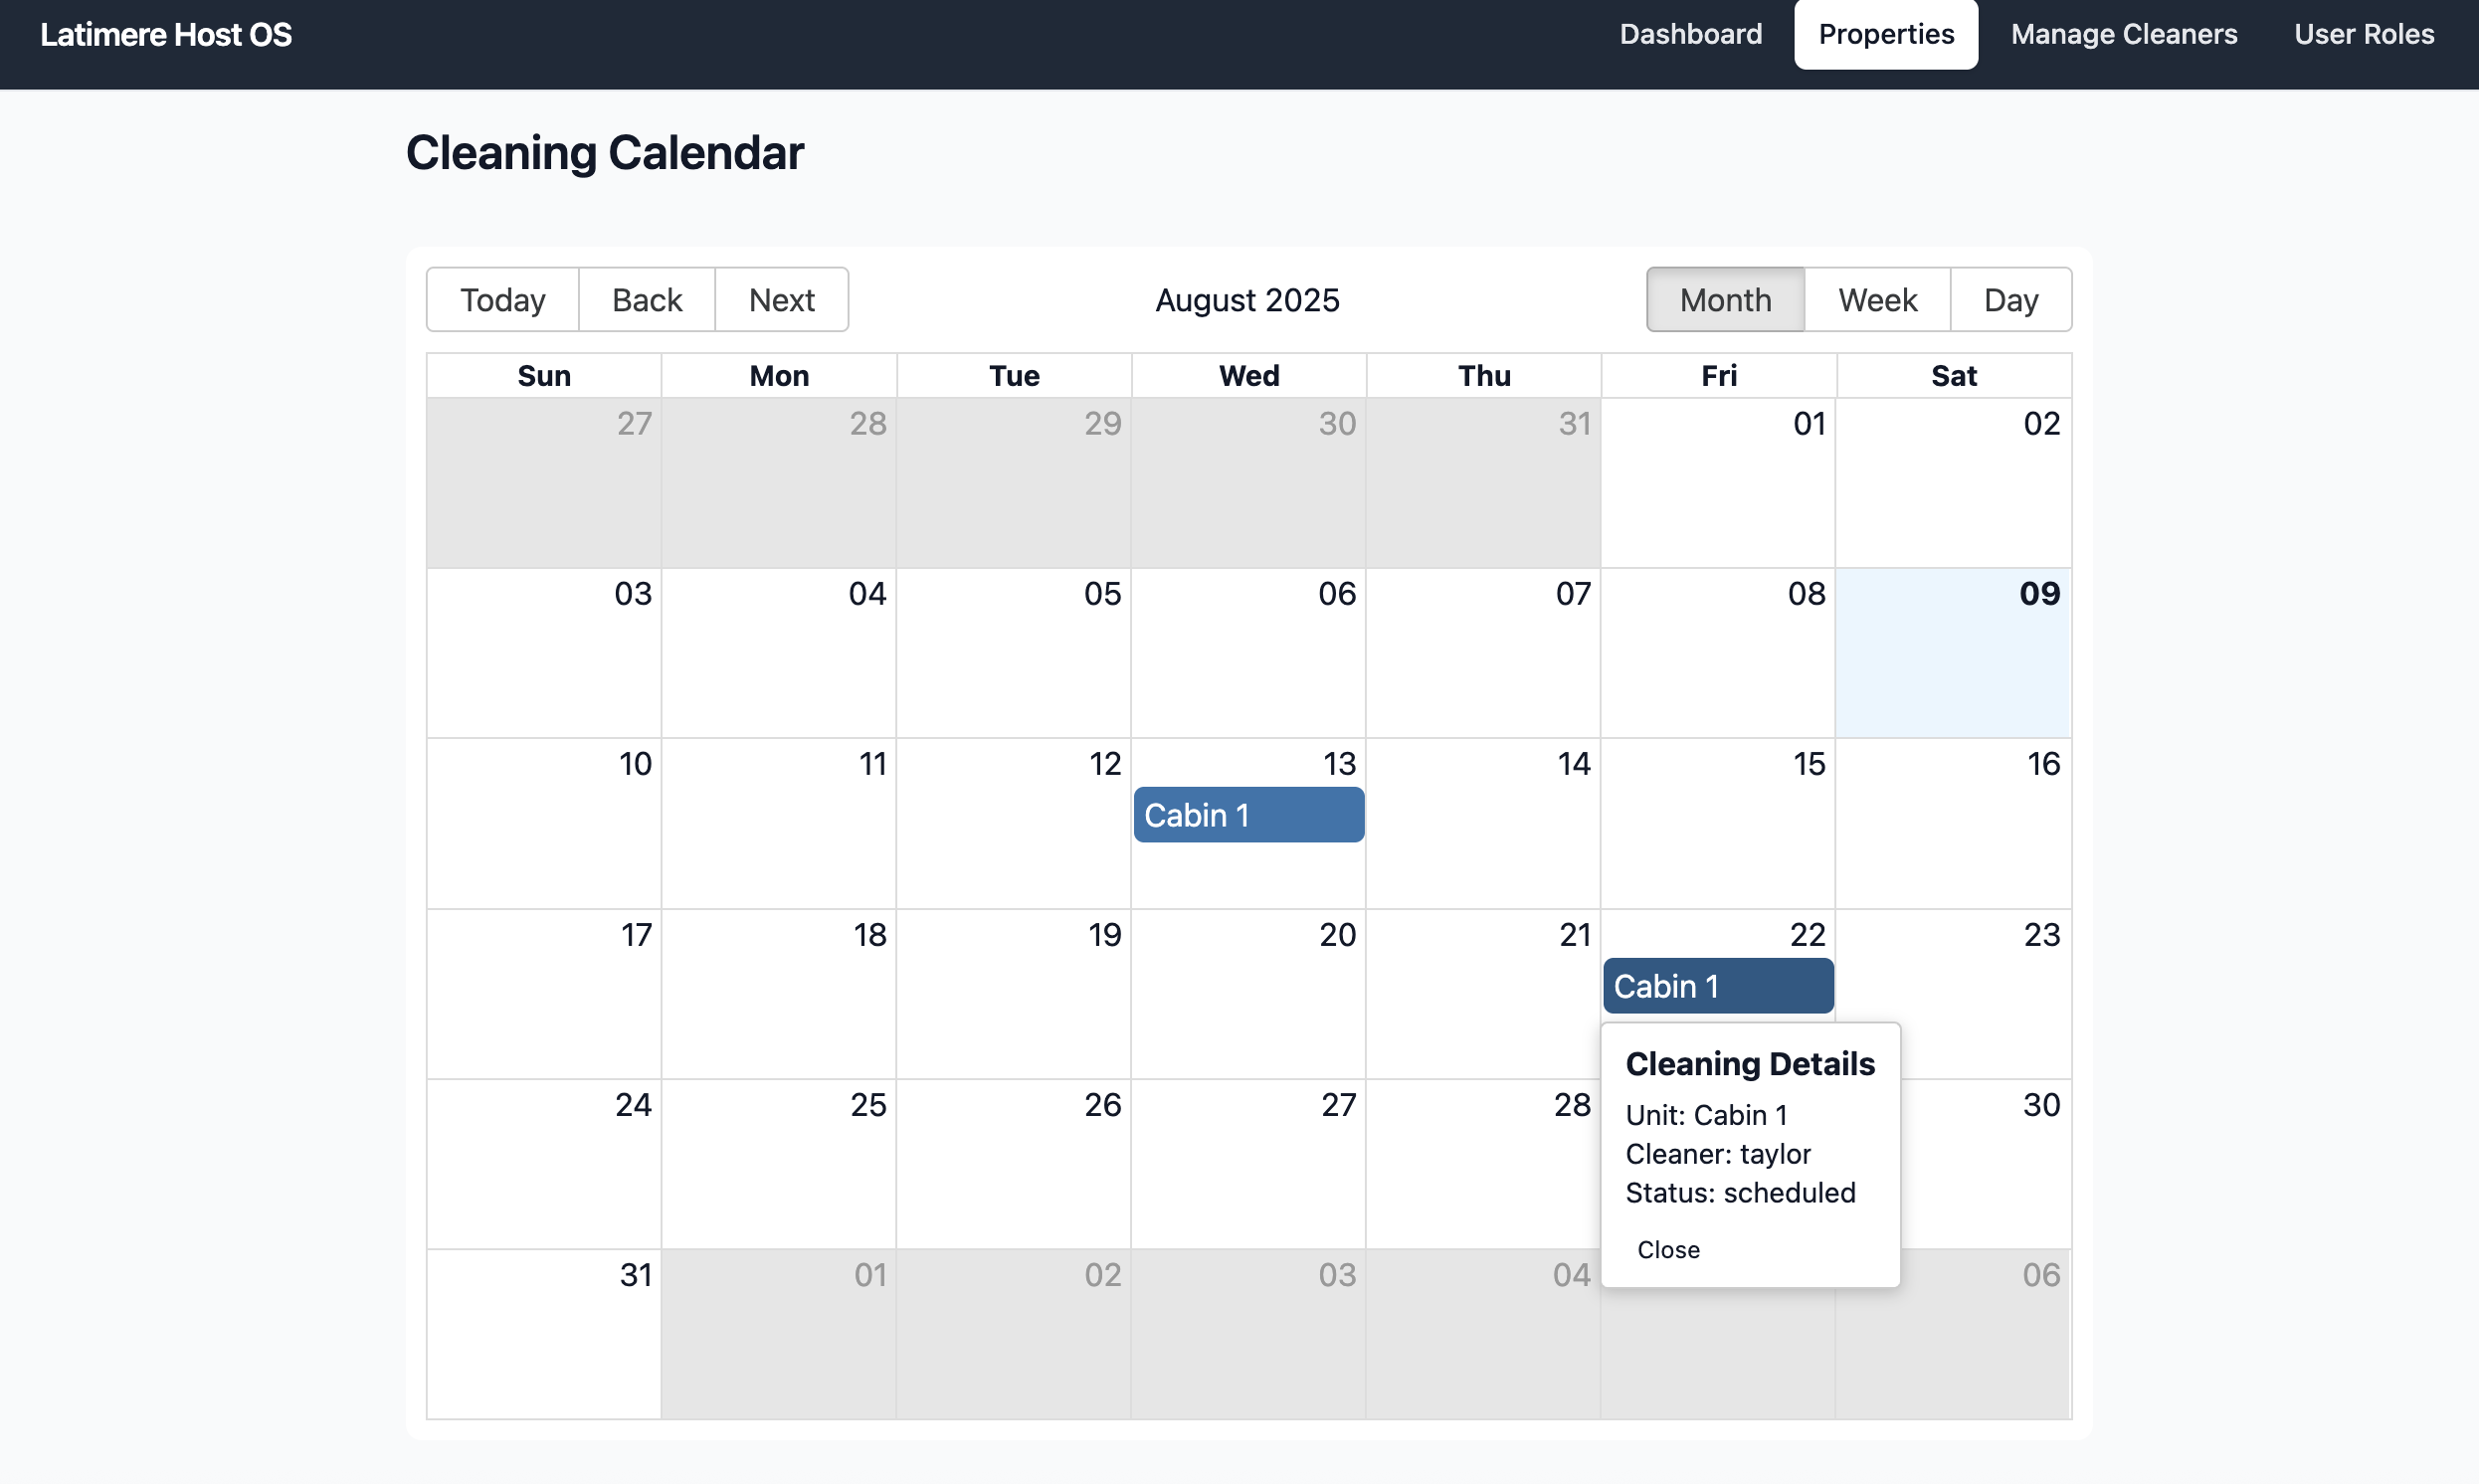 Latimere Host OS Dashboard Properties Manage Cleaners User Roles
Cleaning Calendar
Today Back Next August 2025 Month Week Day
Sun Mon Tue Wed Thu Fri Sat
27 28 29 30 31 01 02
03 04 05 06 07 08 09
10 11 12 13 14 15 16
Cabin 1
17 18 19 20 21 22 23
Cabin 1
Cleaning Details
24 25 26 27 28 30
Unit: Cabin 1
Cleaner: taylor
Status: scheduled
Close
31 01 02 03 04 06